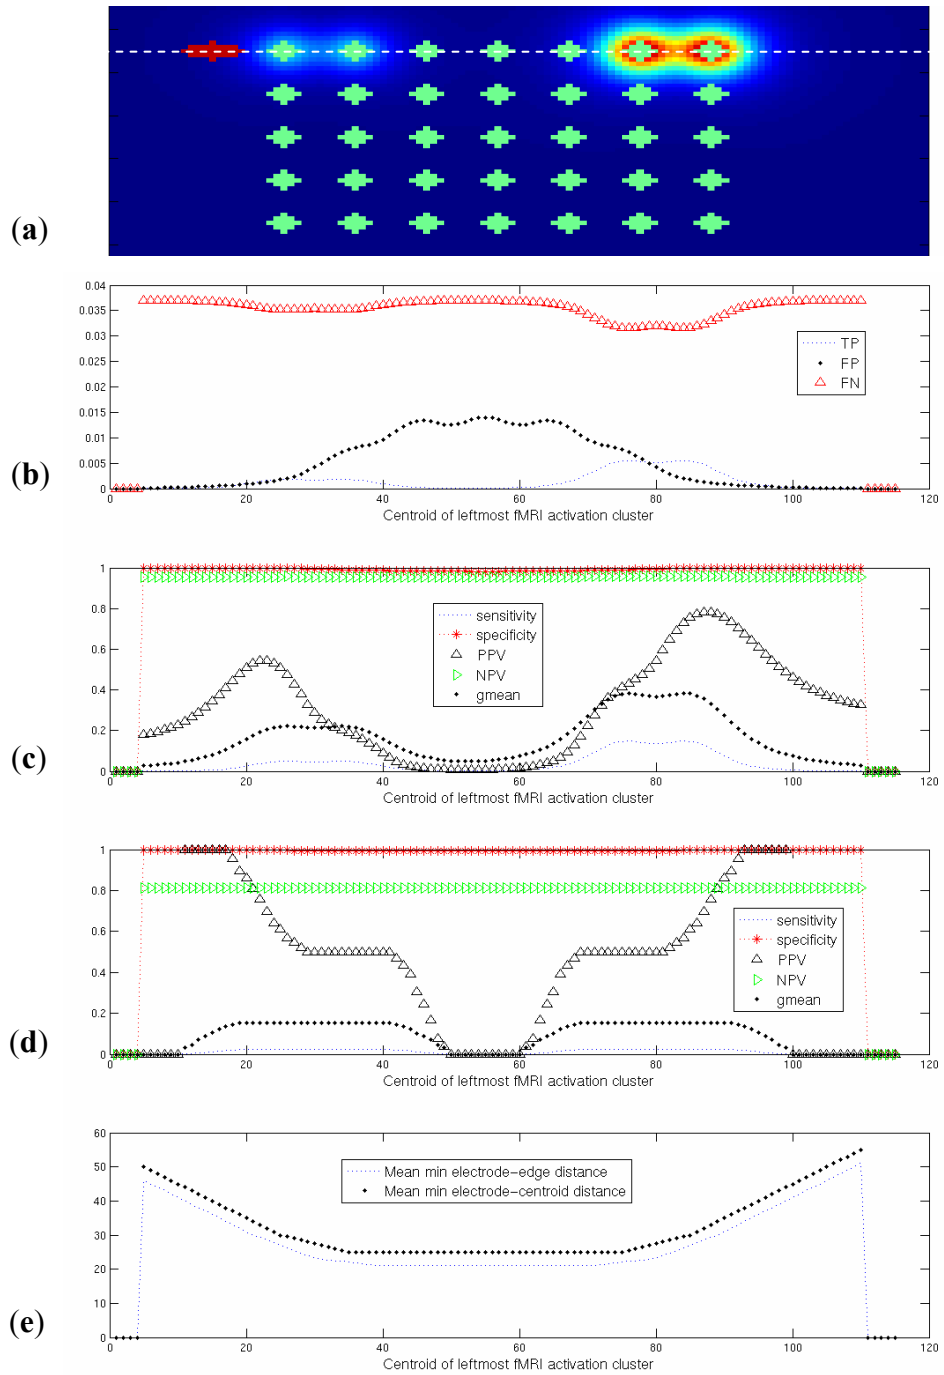 (a)
0.04
0.035
0.03
0.025
0.02
0.015
0.01
0.005
0
TP
FP
FN
0 20 40 60 80 100 120
Centroid of leftmost fMRI activation cluster
(b)
1
0.8
0.6
0.4
0.2
0
sensitivity
specificity
PPV
NPV
gmean
0 20 40 60 80 100 120
Centroid of leftmost fMRI activation cluster
(c)
1
0.8
0.6
0.4
0.2
0
sensitivity
specificity
PPV
NPV
gmean
0 20 40 60 80 100 120
Centroid of leftmost fMRI activation cluster
(d)
60
50
40
30
20
10
0
Mean min electrode-edge distance
Mean min electrode-centroid distance
0 20 40 60 80 100 120
Centroid of leftmost fMRI activation cluster
(e)